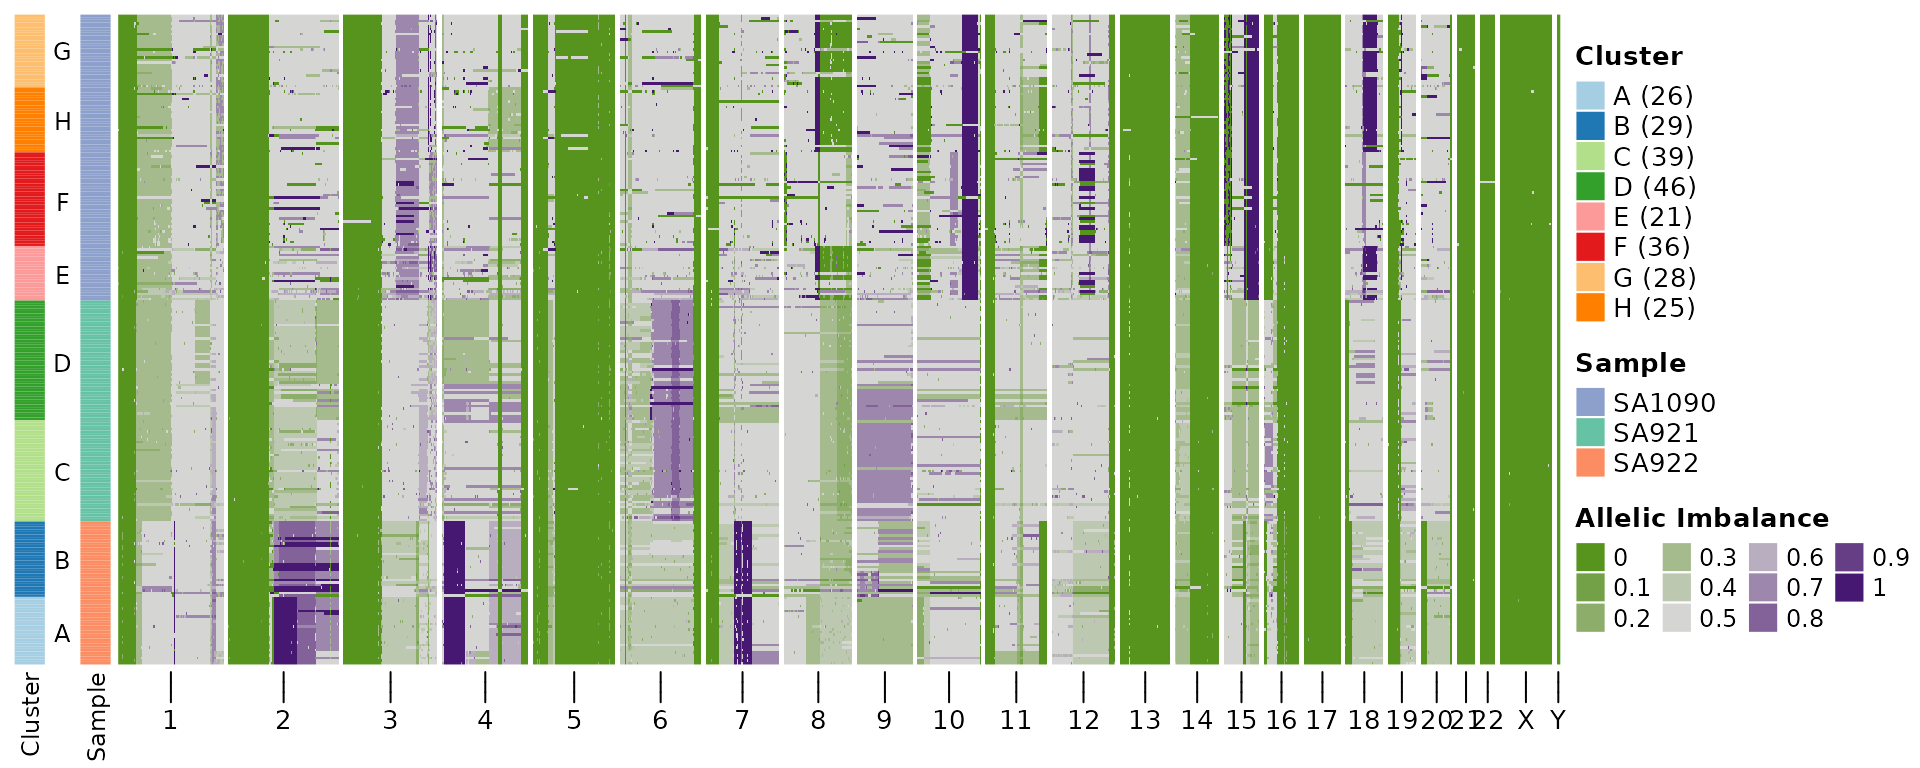 G
H
F
E
D
C
B
A
Cluster
Sample
1
2
3
4
5
6
7
8
9
10
11
12
13
14
15
16
17
18
19
20
21
22
X
Y
Cluster
A (26)
B (29)
C (39)
D (46)
E (21)
F (36)
G (28)
H (25)
Sample
SA1090
SA921
SA922
Allelic Imbalance
0 0.3 0.6 0.9
0.1 0.4 0.7 1
0.2 0.5 0.8